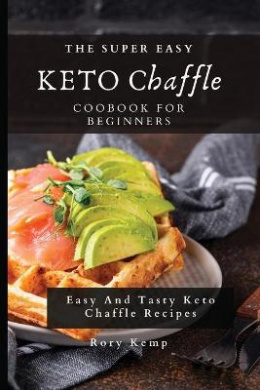 THE SUPER EASY
KETO Chaffle
COOBOOK FOR
BEGINNERS
Easy And Tasty Keto
Chaffle Recipes
Rory Kemp